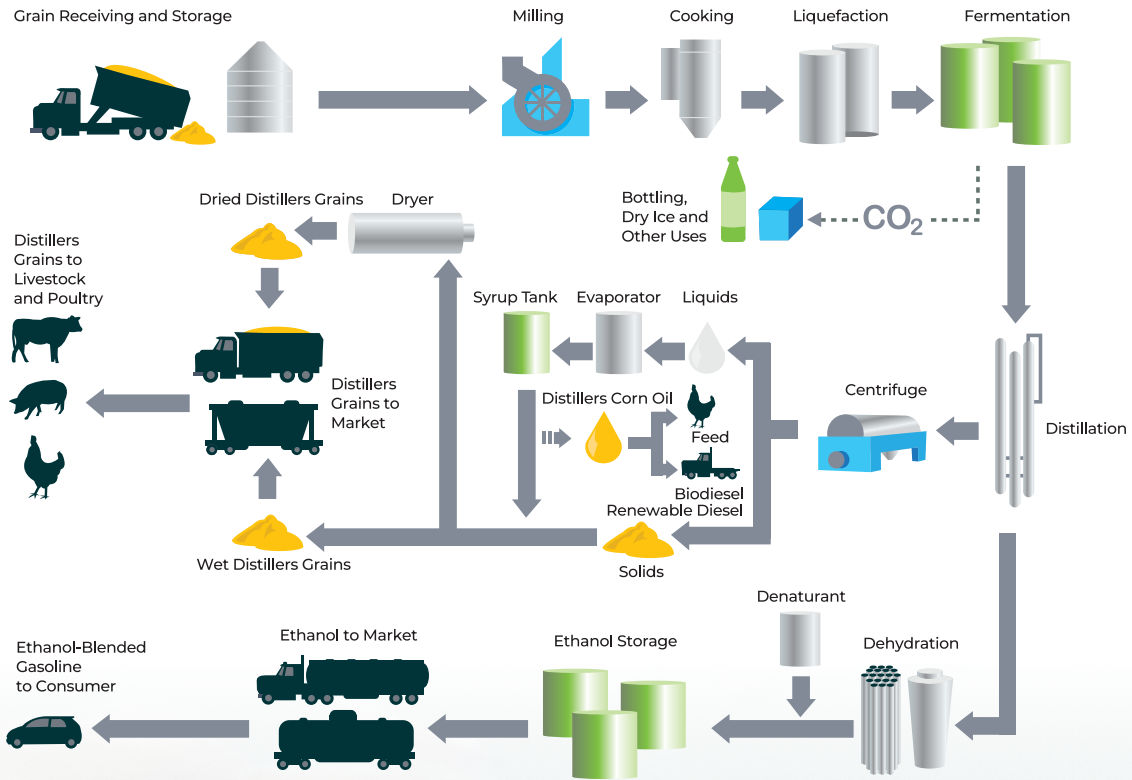 Grain Receiving and Storage
Milling
Cooking
Liquefaction
Fermentation
Bottling,
Dry Ice and
Other Uses
CO₂
Dried Distillers Grains
Dryer
Distillers
Grains to
Livestock
and Poultry
Syrup Tank
Evaporator
Liquids
Distillers
Grains to
Market
Distillers Corn Oil
Feed
Biodiesel
Renewable Diesel
Centrifuge
Distillation
Wet Distillers Grains
Solids
Denaturant
Dehydration
Ethanol Storage
Ethanol to Market
Ethanol-Blended
Gasoline
to Consumer